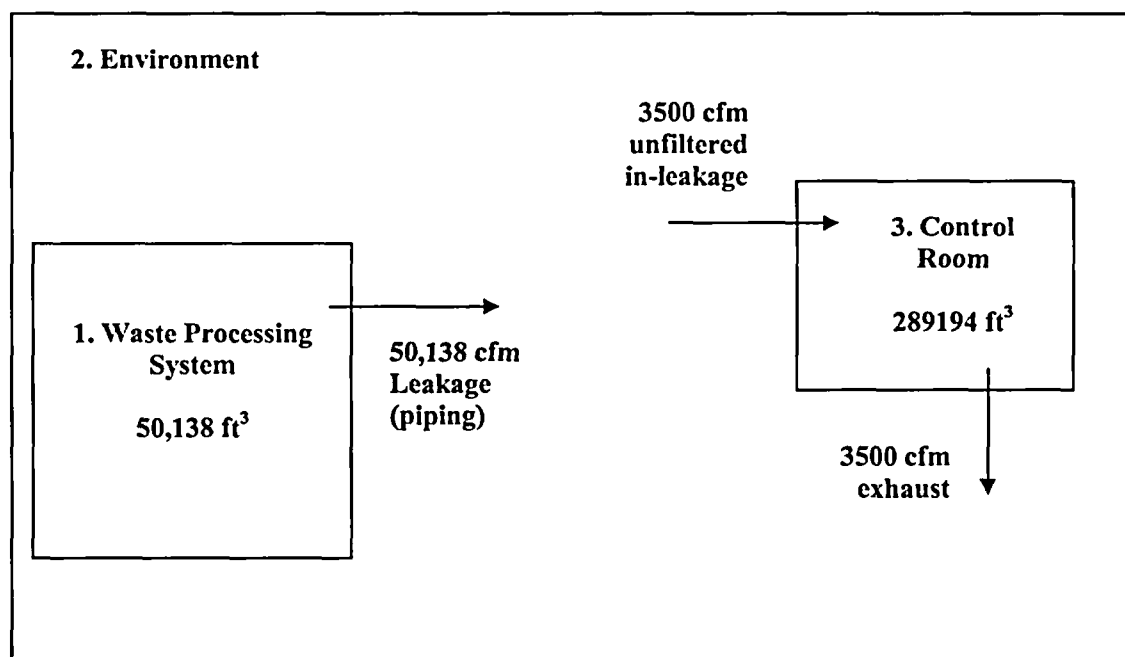 2. Environment
3500 cfm
unfiltered
in-leakage
3. Control
Room
289194 ft³
1. Waste Processing
System
50,138 ft³
50,138 cfm
Leakage
(piping)
3500 cfm
exhaust